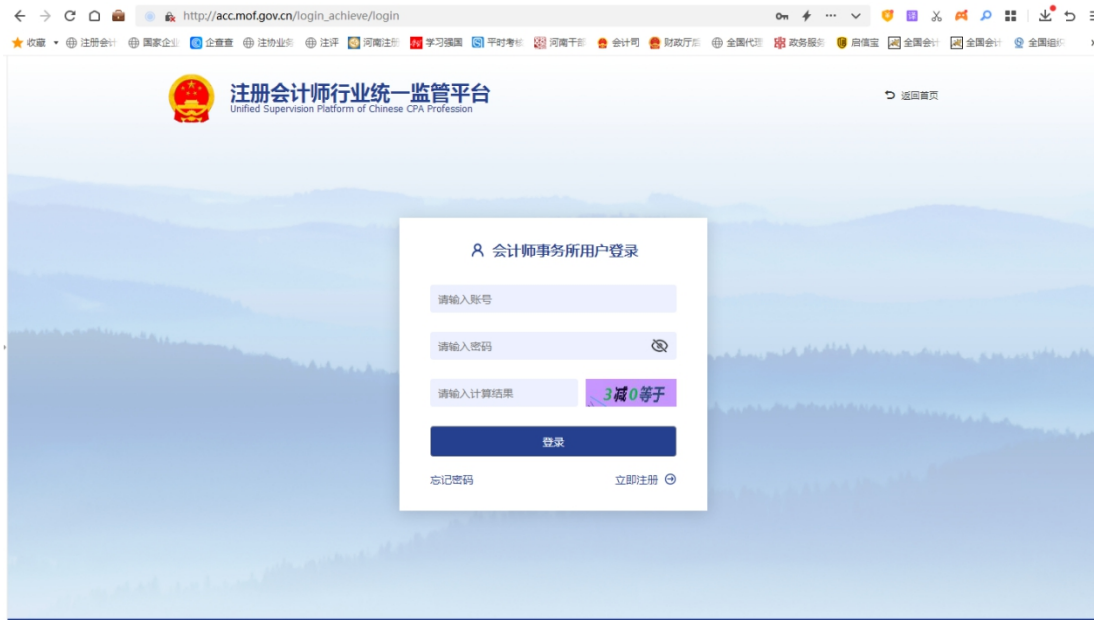 http://acc.mof.gov.cn/login_achieve/login
收藏 注册会计 国家企业 企查查 注协业务 注评 河南注册 学习强国 平时考核 河南干部 会计司 财政厅后 全国代理 政务服务 启信宝 全国会计 全国会计 全国组织
注册会计师行业统一监管平台
Unified Supervision Platform of Chinese CPA Profession
返回首页
会计师事务所用户登录
请输入账号
请输入密码
请输入计算结果 3减0等于
登录
忘记密码 立即注册